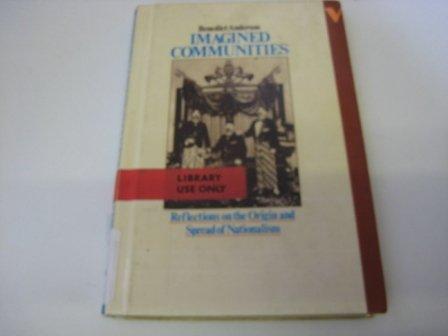 Benedict Anderson
IMAGINED
COMMUNITIES
LIBRARY
USE ONLY
Reflections on the Origin and
Spread of Nationalism
V